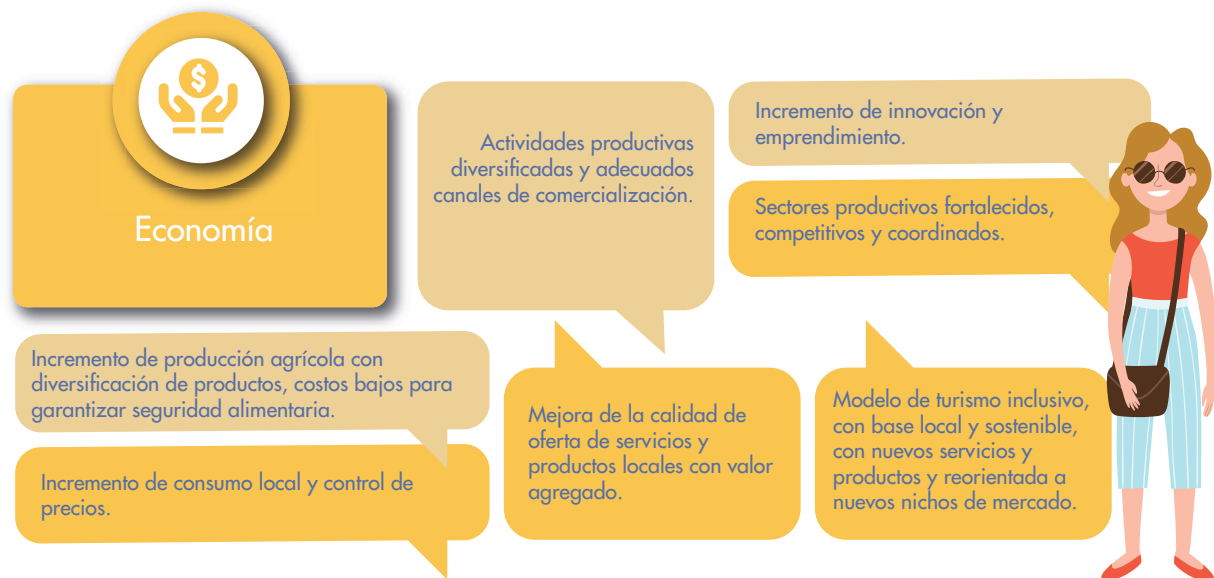 $
Economía
Actividades productivas
diversificadas y adecuados
canales de comercialización.
Incremento de innovación y
emprendimiento.
Sectores productivos fortalecidos,
competitivos y coordinados.
Incremento de producción agrícola con
diversificación de productos, costos bajos para
garantizar seguridad alimentaria.
Incremento de consumo local y control de
precios.
Mejora de la calidad de
oferta de servicios y
productos locales con valor
agregado.
Modelo de turismo inclusivo,
con base local y sostenible,
con nuevos servicios y
productos y reorientada a
nuevos nichos de mercado.